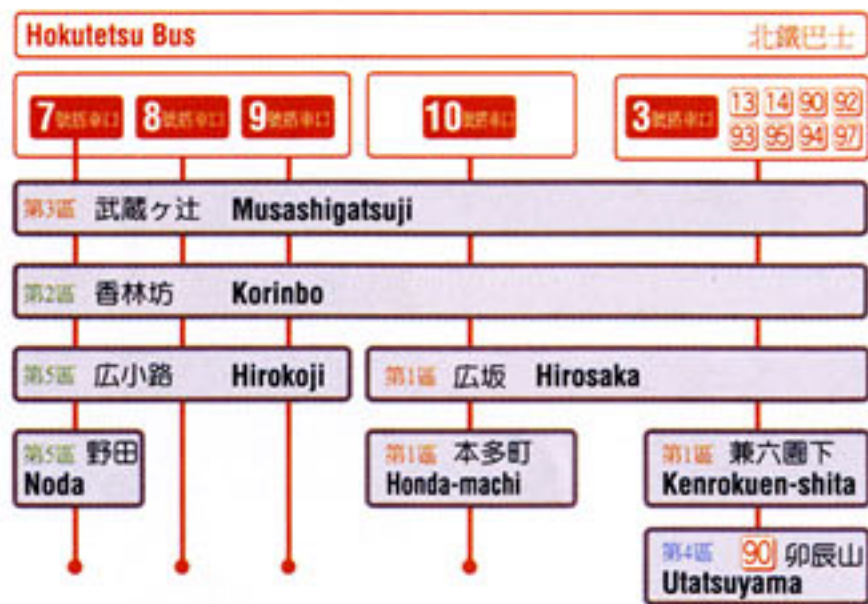 Hokutetsu Bus 北鐵巴士
7號搭車口 8號搭車口 9號搭車口 10號搭車口 3號搭車口 13 14 90 92
93 95 94 97
第3區 武蔵ヶ辻 Musashigatsuji
第2區 香林坊 Korinbo
第5區 広小路 Hirokoji 第1區 広坂 Hirosaka
第5區 野田 第1區 本多町 第1區 兼六園下
Noda Honda-machi Kenrokuen-shita
第4區 90 卯辰山
Utatsuyama